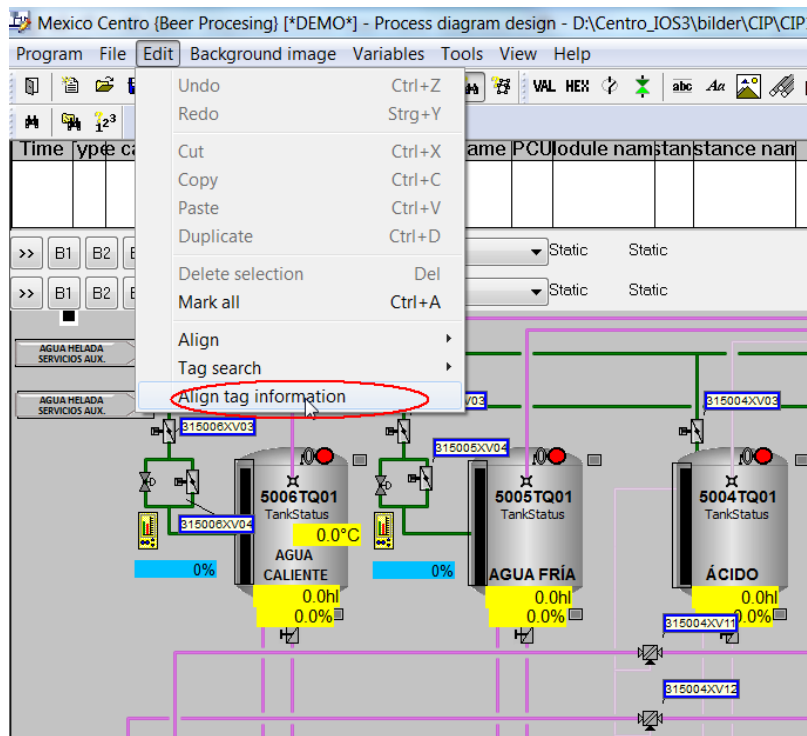 Mexico Centro {Beer Procesing} [*DEMO*] - Process diagram design - D:\Centro_IOS3\bilder\CIP\CIP
Program File Edit Background image Variables Tools View Help
Undo Ctrl+Z
Redo Strg+Y
Cut Ctrl+X
Copy Ctrl+C
Paste Ctrl+V
Duplicate Ctrl+D
Delete selection Del
Mark all Ctrl+A
Align
Tag search
Align tag information
VAL HEX abc Aa
1²³
Time ype ca ame PCU odule nam stan stance nam
>> B1 B2 Static Static
>> B1 B2 Static Static
AGUA HELADA
SERVICIOS AUX.
AGUA HELADA
SERVICIOS AUX.
V03
315004XV03
315006XV03
315005XV04
5006TQ01
TankStatus
5005TQ01
TankStatus
5004TQ01
TankStatus
315006XV04
0.0°C
AGUA
CALIENTE
0%
0%
AGUA FRÍA
ÁCIDO
0.0hl
0.0%
0.0hl
0.0%
0.0hl
0.0%
315004XV11
315004XV12